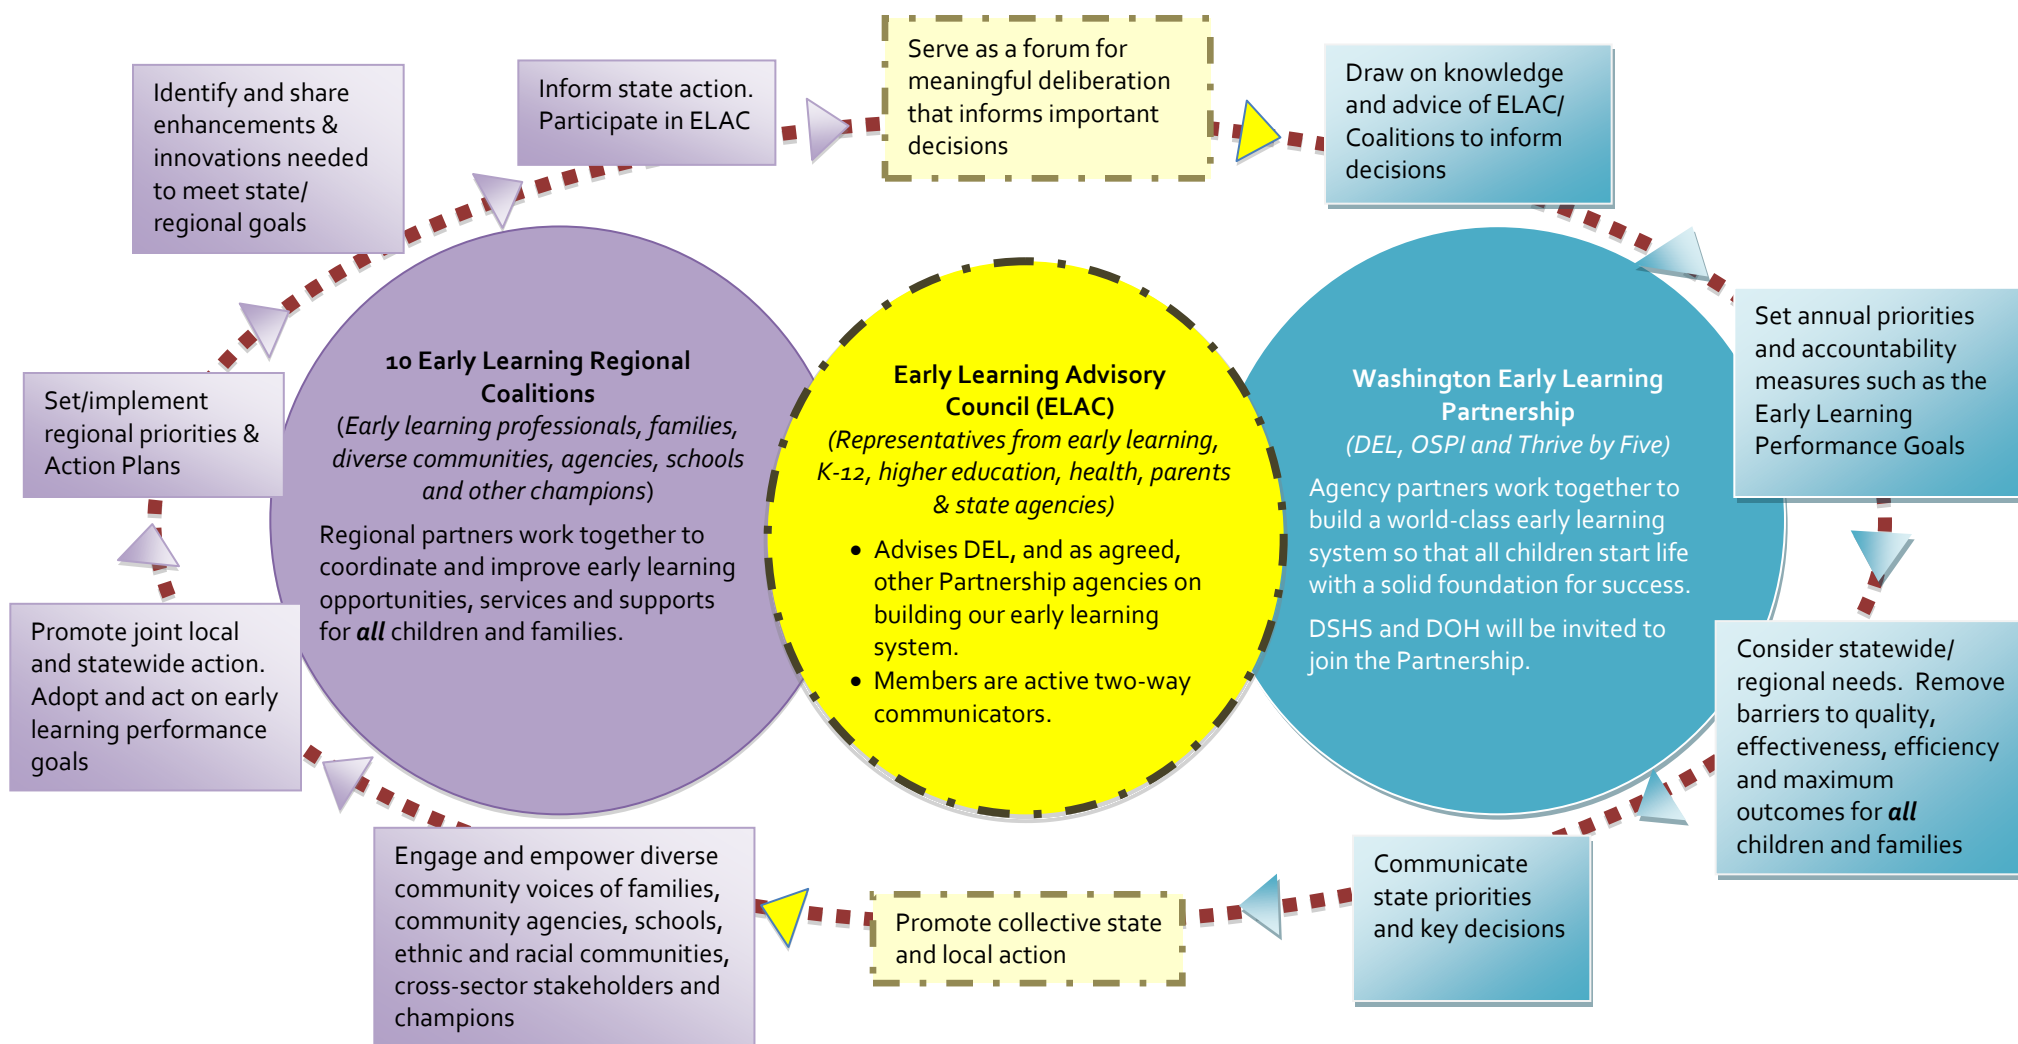 Serve as a forum for
meaningful deliberation
that informs important
decisions
Draw on knowledge
and advice of ELAC/
Coalitions to inform
decisions
Inform state action.
Participate in ELAC
Identify and share
enhancements &
innovations needed
to meet state/
regional goals
Set/implement
regional priorities &
Action Plans
Promote joint local
and statewide action.
Adopt and act on early
learning performance
goals
10 Early Learning Regional
Coalitions
(Early learning professionals, families,
diverse communities, agencies, schools
and other champions)
Regional partners work together to
coordinate and improve early learning
opportunities, services and supports
for all children and families.
Early Learning Advisory
Council (ELAC)
(Representatives from early learning,
K-12, higher education, health, parents
& state agencies)
• Advises DEL, and as agreed,
other Partnership agencies on
building our early learning
system.
• Members are active two-way
communicators.
Washington Early Learning
Partnership
(DEL, OSPI and Thrive by Five)
Agency partners work together to
build a world-class early learning
system so that all children start life
with a solid foundation for success.
DSHS and DOH will be invited to
join the Partnership.
Set annual priorities
and accountability
measures such as the
Early Learning
Performance Goals
Consider statewide/
regional needs. Remove
barriers to quality,
effectiveness, efficiency
and maximum
outcomes for all
children and families
Communicate
state priorities
and key decisions
Promote collective state
and local action
Engage and empower diverse
community voices of families,
community agencies, schools,
ethnic and racial communities,
cross-sector stakeholders and
champions